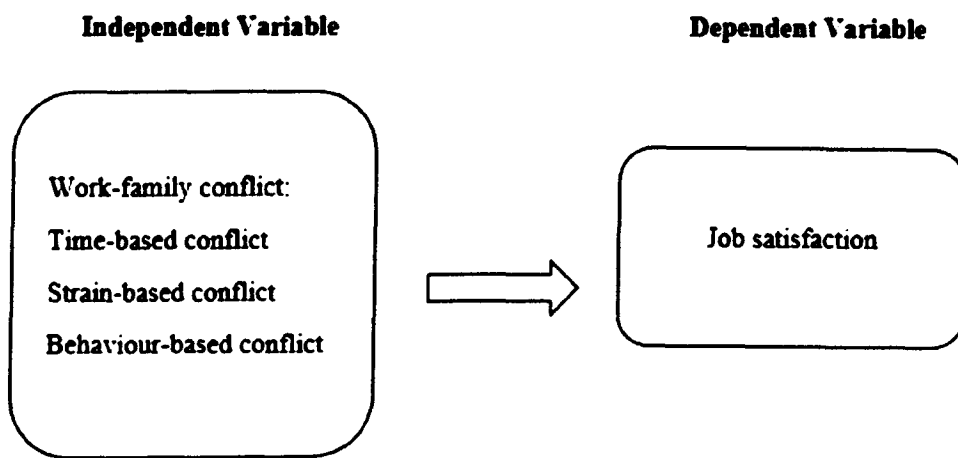 Independent Variable
Dependent Variable
Work-family conflict:
Time-based conflict
Strain-based conflict
Behaviour-based conflict
Job satisfaction